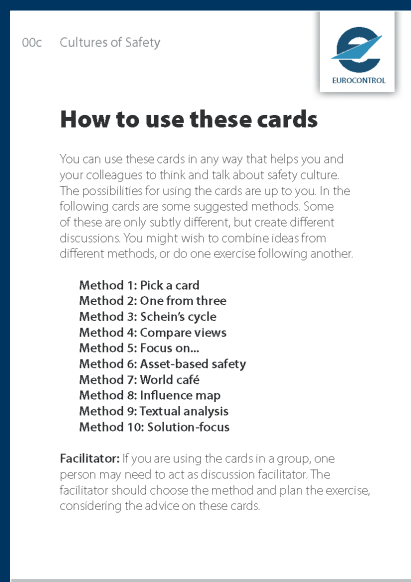 00c Cultures of Safety
EUROCONTROL
How to use these cards
You can use these cards in any way that helps you and
your colleagues to think and talk about safety culture.
The possibilities for using the cards are up to you. In the
following cards are some suggested methods. Some
of these are only subtly different, but create different
discussions. You might wish to combine ideas from
different methods, or do one exercise following another.
Method 1: Pick a card
Method 2: One from three
Method 3: Schein's cycle
Method 4: Compare views
Method 5: Focus on...
Method 6: Asset-based safety
Method 7: World café
Method 8: Influence map
Method 9: Textual analysis
Method 10: Solution-focus
Facilitator: If you are using the cards in a group, one
person may need to act as discussion facilitator. The
facilitator should choose the method and plan the exercise,
considering the advice on these cards.